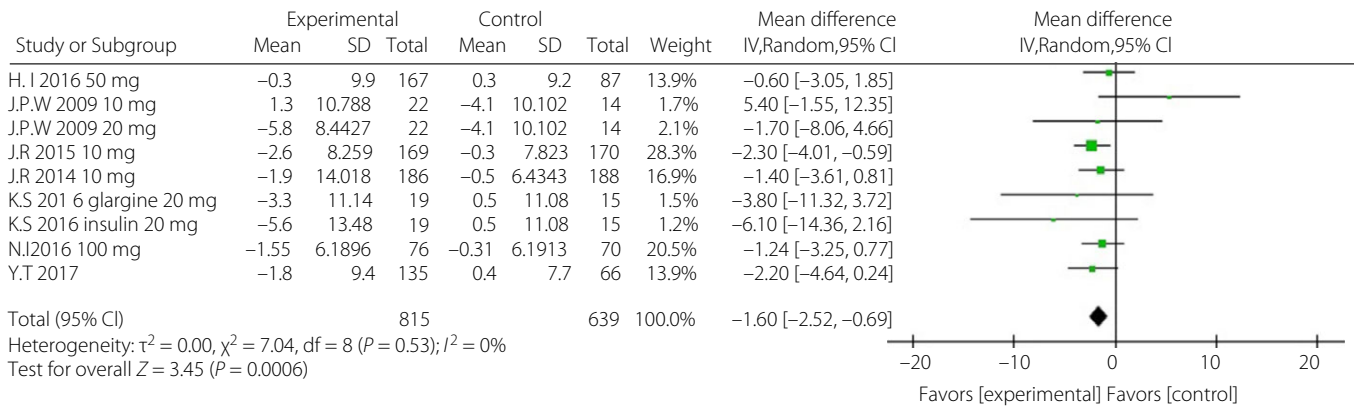 Experimental Control Mean difference Mean difference
Study or Subgroup Mean SD Total Mean SD Total Weight IV,Random,95% CI IV,Random,95% CI
H. I 2016 50 mg −0.3 9.9 167 0.3 9.2 87 13.9% −0.60 [−3.05, 1.85]
J.P.W 2009 10 mg 1.3 10.788 22 −4.1 10.102 14 1.7% 5.40 [−1.55, 12.35]
J.P.W 2009 20 mg −5.8 8.4427 22 −4.1 10.102 14 2.1% −1.70 [−8.06, 4.66]
J.R 2015 10 mg −2.6 8.259 169 −0.3 7.823 170 28.3% −2.30 [−4.01, −0.59]
J.R 2014 10 mg −1.9 14.018 186 −0.5 6.4343 188 16.9% −1.40 [−3.61, 0.81]
K.S 201 6 glargine 20 mg −3.3 11.14 19 0.5 11.08 15 1.5% −3.80 [−11.32, 3.72]
K.S 2016 insulin 20 mg −5.6 13.48 19 0.5 11.08 15 1.2% −6.10 [−14.36, 2.16]
N.I2016 100 mg −1.55 6.1896 76 −0.31 6.1913 70 20.5% −1.24 [−3.25, 0.77]
Y.T 2017 −1.8 9.4 135 0.4 7.7 66 13.9% −2.20 [−4.64, 0.24]
Total (95% CI) 815 639 100.0% −1.60 [−2.52, −0.69]
Heterogeneity: τ² = 0.00, χ² = 7.04, df = 8 (P = 0.53); I² = 0%
Test for overall Z = 3.45 (P = 0.0006)
−20 −10 0 10 20
Favors [experimental] Favors [control]